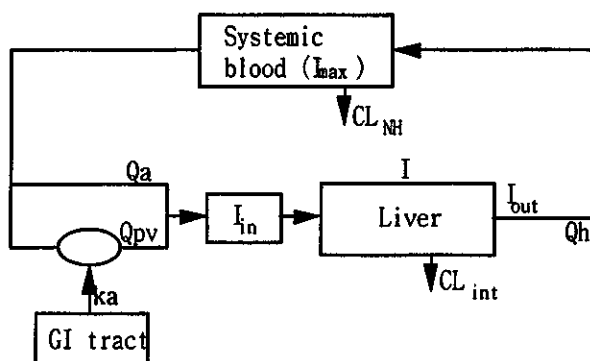 Systemic
blood (Imax)
CLNH
Qa
I
Iin
Liver
Iout
Qpv
Qh
CLint
ka
GI tract